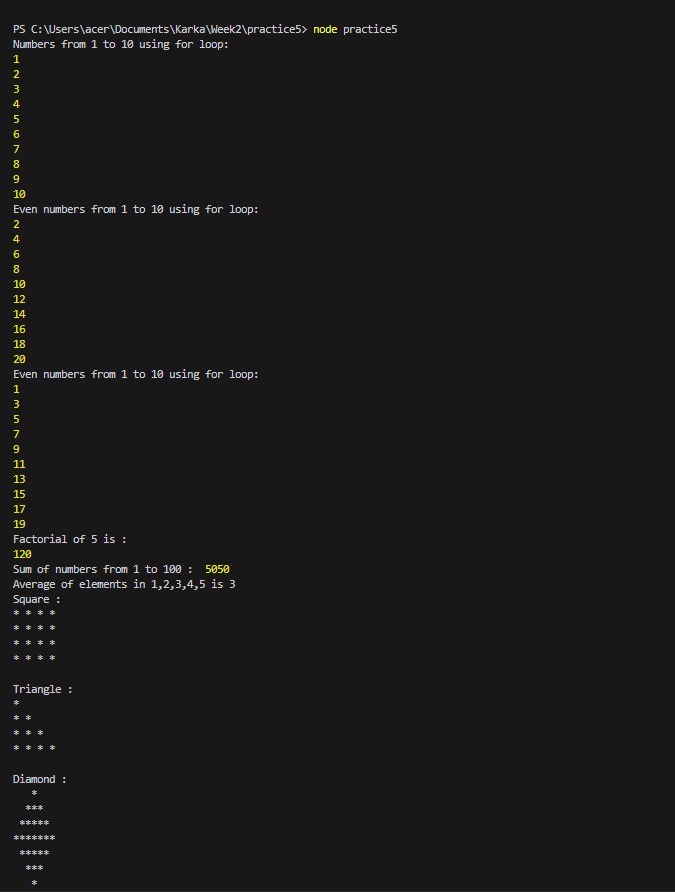 PS C:\Users\acer\Documents\Karka\Week2\practice5> node practice5
Numbers from 1 to 10 using for loop:
1
2
3
4
5
6
7
8
9
10
Even numbers from 1 to 10 using for loop:
2
4
6
8
10
12
14
16
18
20
Even numbers from 1 to 10 using for loop:
1
3
5
7
9
11
13
15
17
19
Factorial of 5 is :
120
Sum of numbers from 1 to 100 :  5050
Average of elements in 1,2,3,4,5 is 3
Square :
* * * *
* * * *
* * * *
* * * *

Triangle :
*
* *
* * *
* * * *

Diamond :
   *
  ***
 *****
*******
 *****
  ***
   *